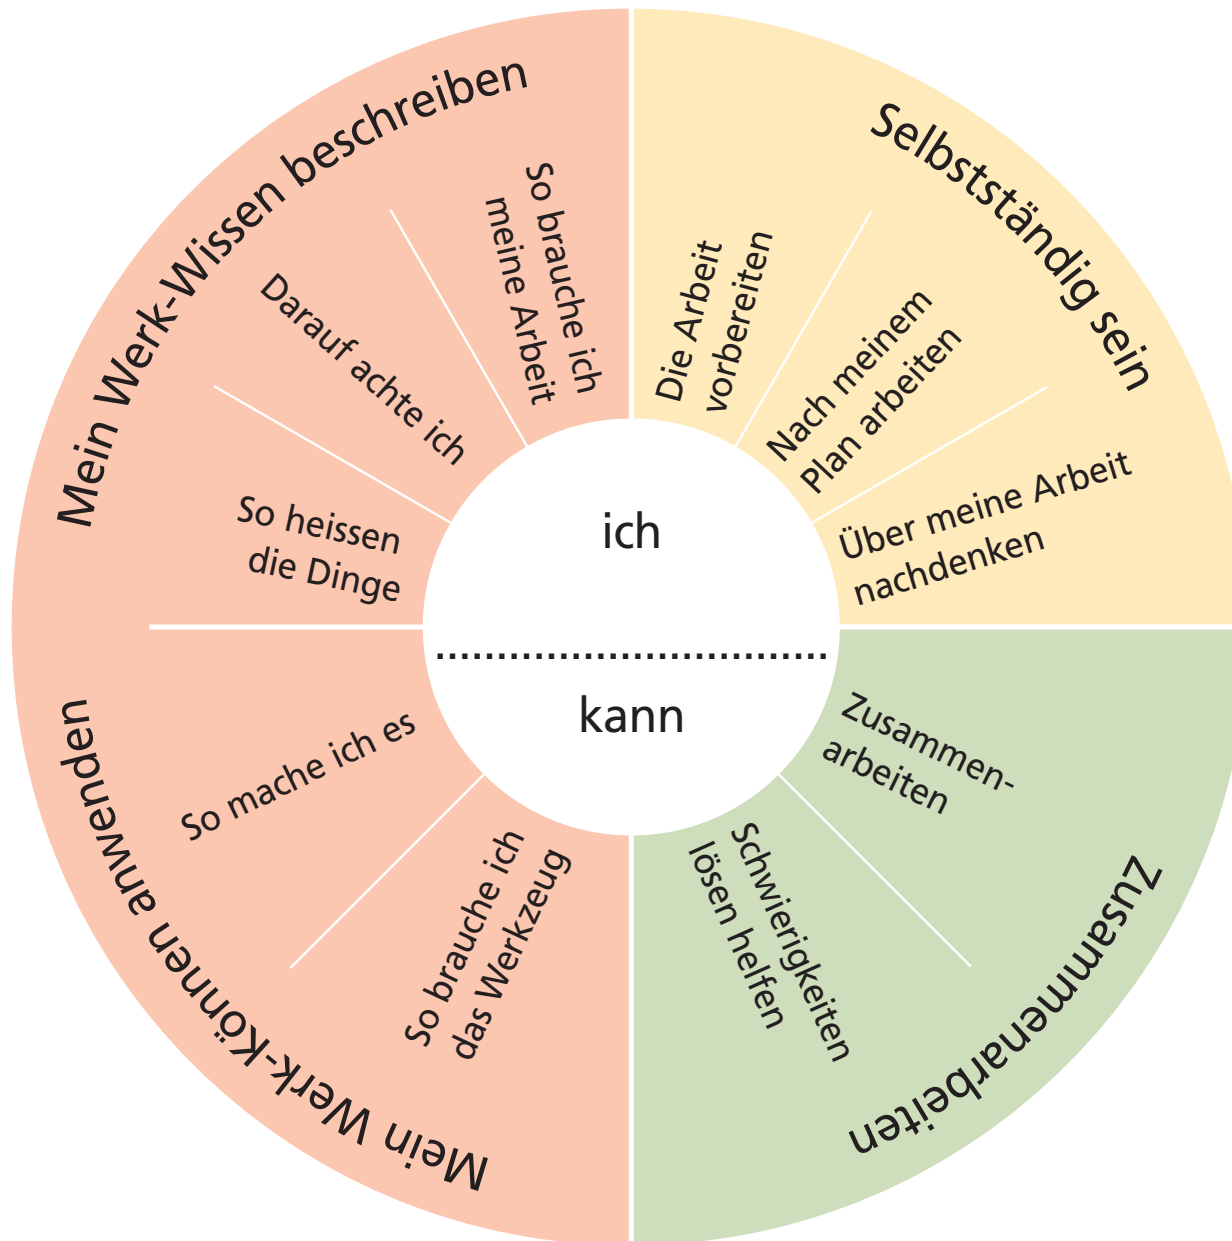 Mein Werk-Wissen beschreiben
So heissen
die Dinge
Darauf achte ich
So brauche ich
meine Arbeit
Selbstständig sein
Die Arbeit
vorbereiten
Nach meinem
Plan arbeiten
Über meine Arbeit
nachdenken
ich
...............................
kann
Zusammenarbeiten
Zusammen-
arbeiten
Schwierigkeiten
lösen helfen
Mein Werk-Können anwenden
So brauche ich
das Werkzeug
So mache ich es